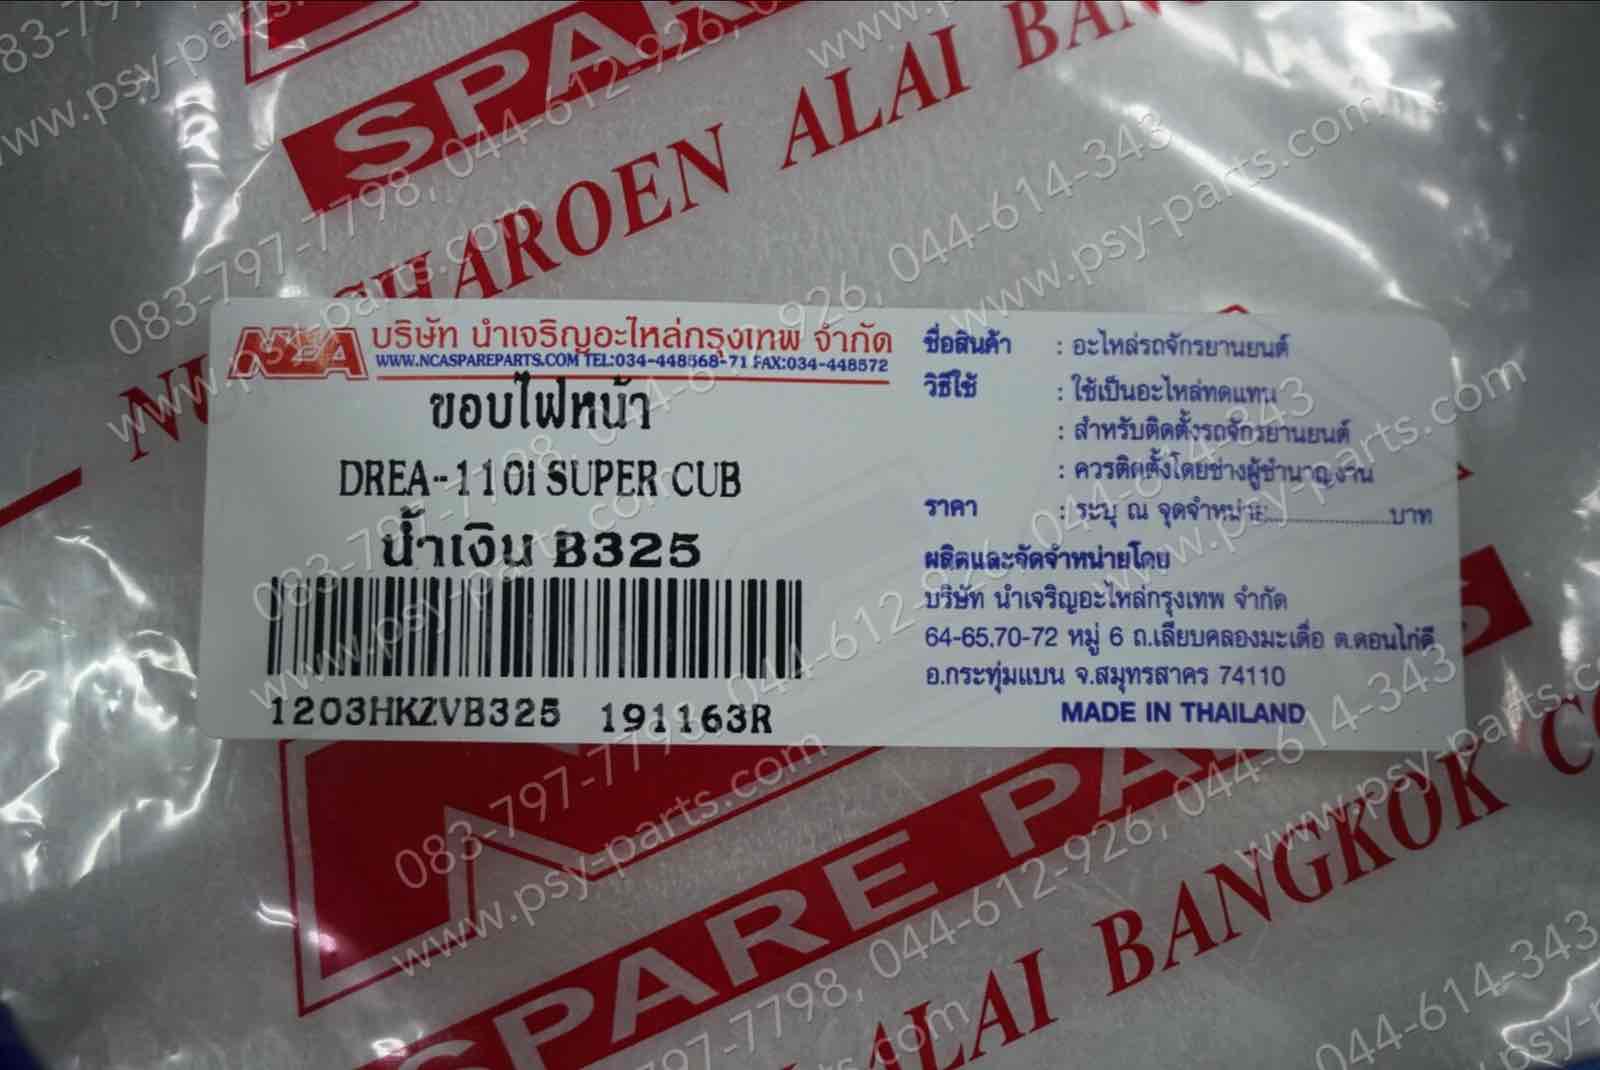 SPARE PAR
NUMCHAROEN ALAI BANGK
NCA บริษัท นำเจริญอะไหล่กรุงเทพ จำกัด
WWW.NCASPAREPARTS.COM TEL:034-448568-71 FAX:034-448572
ขอบไฟหน้า
DREA--110i SUPER CUB
น้ำเงิน B325
1203HKZVB325 191163R
ชื่อสินค้า : อะไหล่รถจักรยานยนต์
วิธีใช้ : ใช้เป็นอะไหล่ทดแทน
: สำหรับติดตั้งรถจักรยานยนต์
: ควรติดตั้งโดยช่างผู้ชำนาญงาน
ราคา : ระบุ ณ จุดจำหน่าย....................บาท
ผลิตและจัดจำหน่ายโดย
บริษัท นำเจริญอะไหล่กรุงเทพ จำกัด
64-65,70-72 หมู่ 6 ถ.เลียบคลองมะเดื่อ ต.ดอนไก่ดี
อ.กระทุ่มแบน จ.สมุทรสาคร 74110
MADE IN THAILAND
SPARE PARTS
ALAI BANGKOK CO
083-797-7798, 044-612-926, 044-614-343
www.psy-parts.com